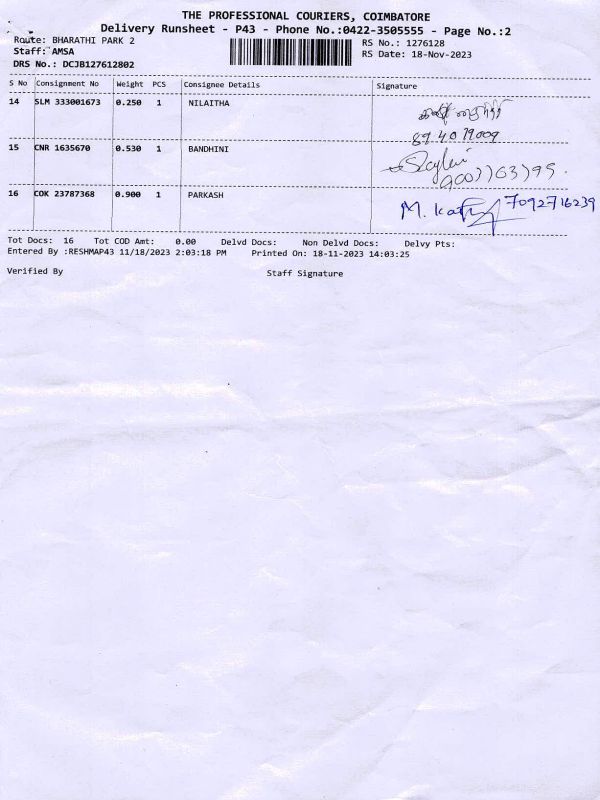 THE PROFESSIONAL COURIERS, COIMBATORE
Delivery Runsheet - P43 - Phone No.:0422-3505555 - Page No.:2
Route: BHARATHI PARK 2
RS No.: 1276128
Staff: AMSA
RS Date: 18-Nov-2023
DRS No.: DCJB127612802
S No Consignment No Weight PCS Consignee Details Signature
14 SLM 333001673 0.250 1 NILAITHA
15 CNR 1635670 0.530 1 BANDHINI
16 COK 23787368 0.900 1 PARKASH M. 7092716239
Tot Docs: 16 Tot COD Amt: 0.00 Delvd Docs: Non Delvd Docs: Delvy Pts:
Entered By :RESHMAP43 11/18/2023 2:03:18 PM Printed On: 18-11-2023 14:03:25
Verified By Staff Signature